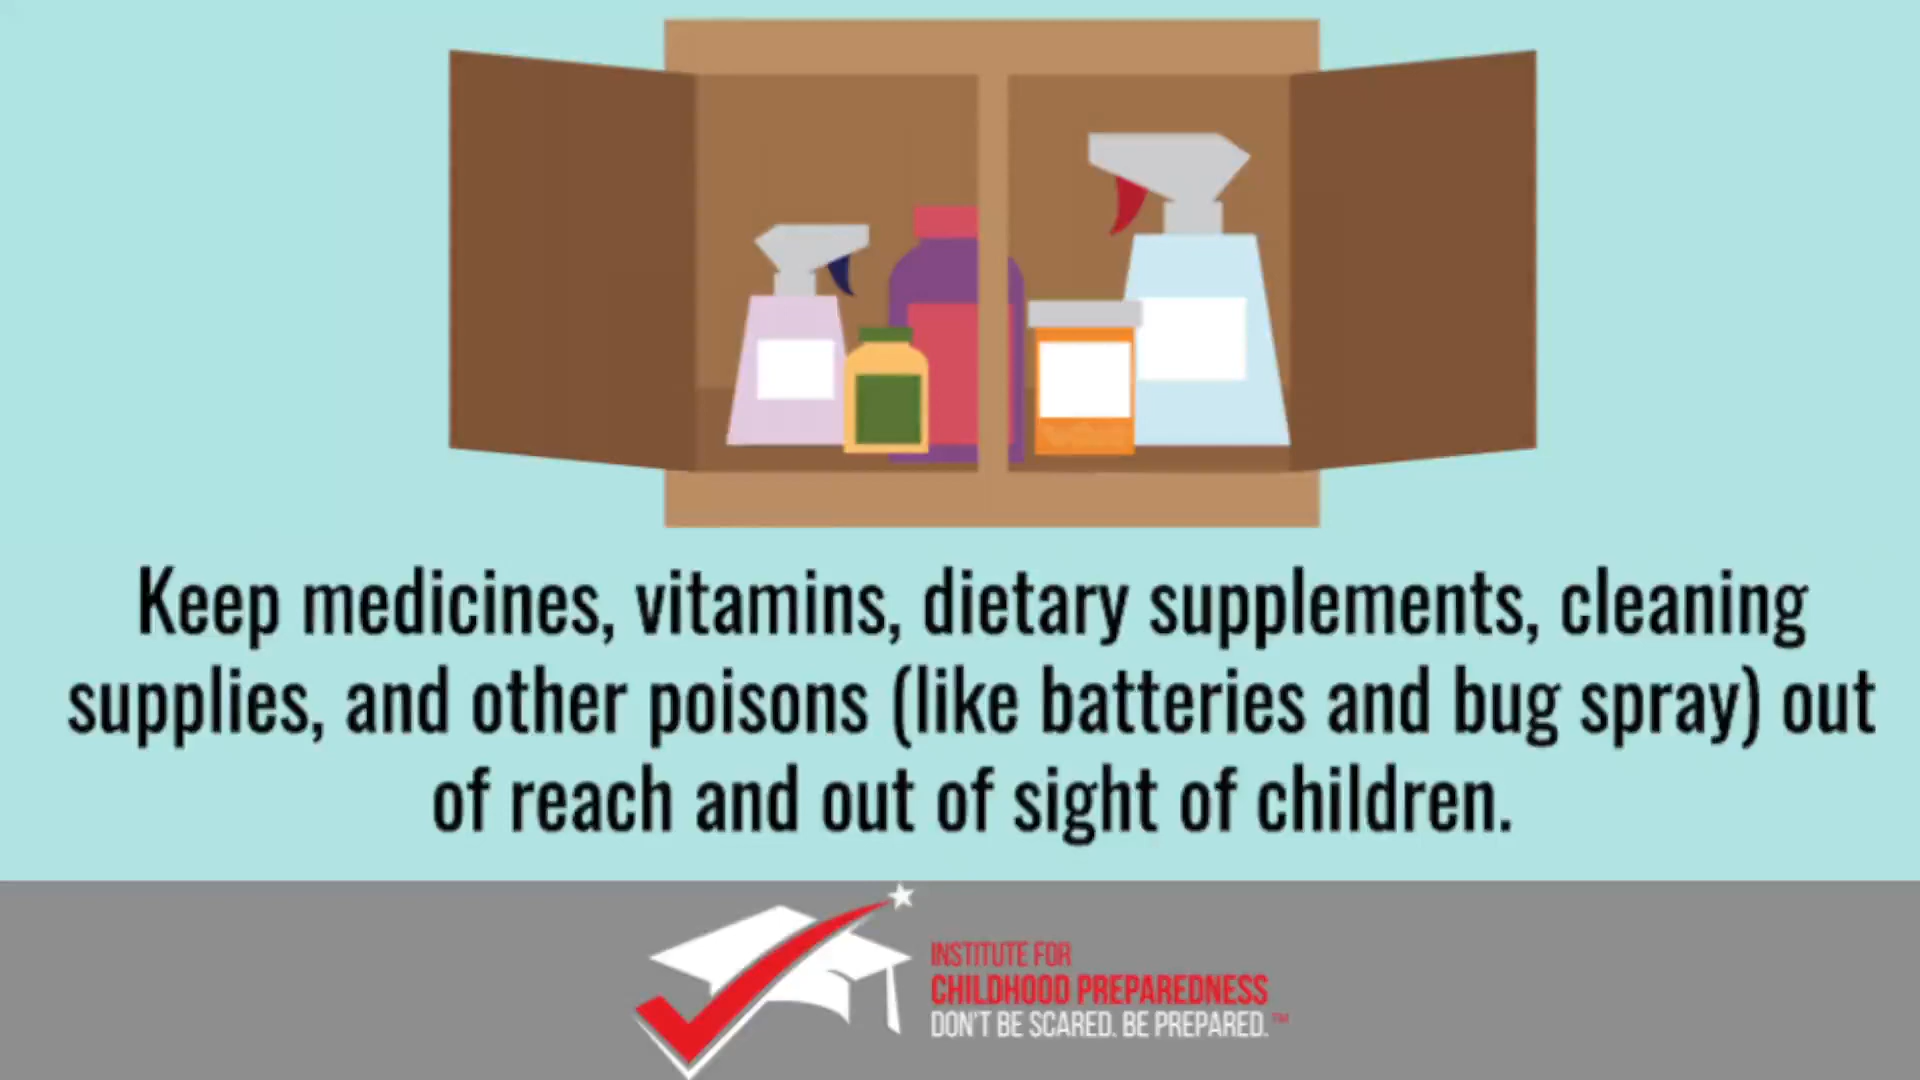 Keep medicines, vitamins, dietary supplements, cleaning
supplies, and other poisons (like batteries and bug spray) out
of reach and out of sight of children.
INSTITUTE FOR
CHILDHOOD PREPAREDNESS
DON'T BE SCARED. BE PREPARED.™